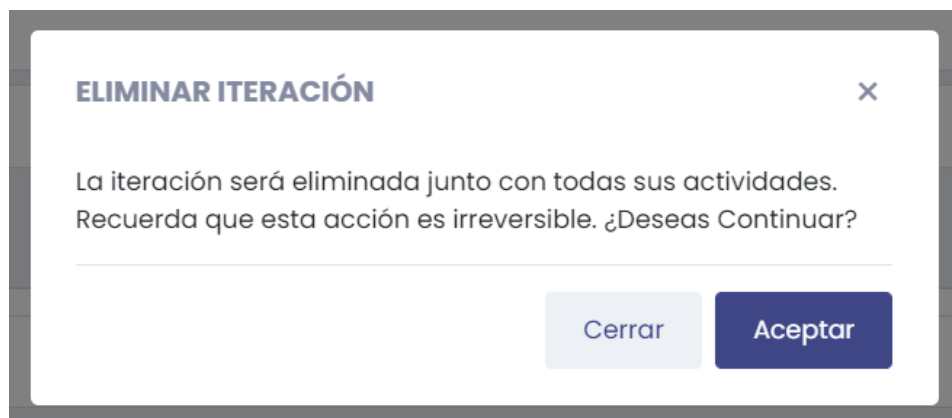 ELIMINAR ITERACIÓN
La iteración será eliminada junto con todas sus actividades.
Recuerda que esta acción es irreversible. ¿Deseas Continuar?
Cerrar
Aceptar